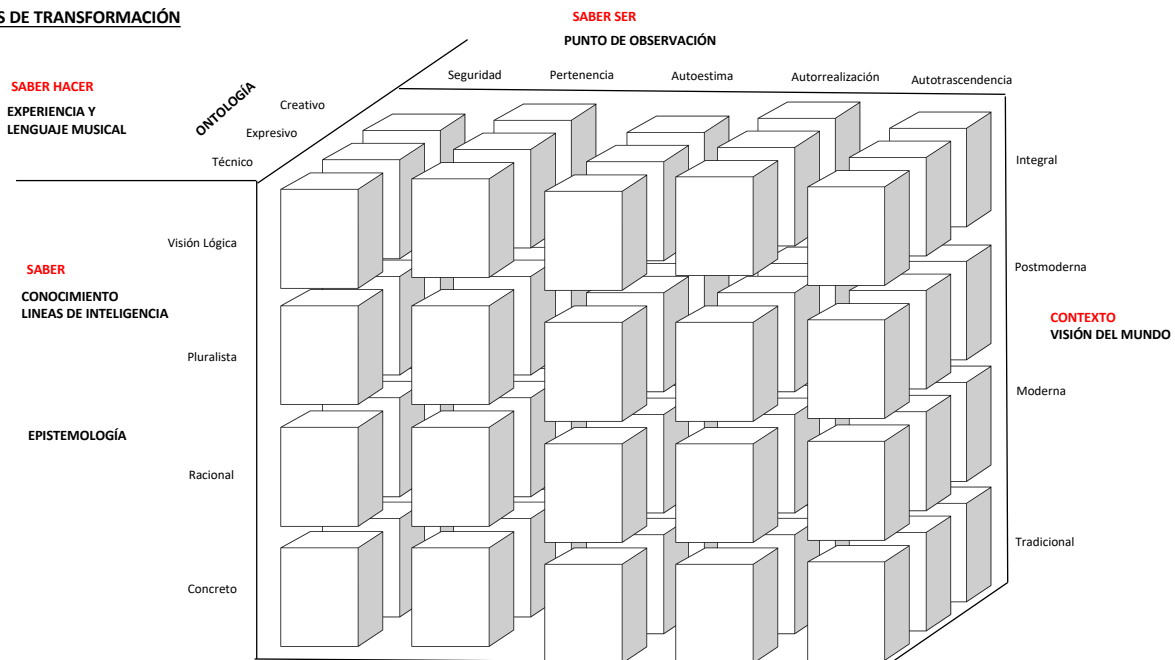 S DE TRANSFORMACIÓN
SABER SER
PUNTO DE OBSERVACIÓN
Seguridad
Pertenencia
Autoestima
Autorrealización
Autotrascendencia
SABER HACER
EXPERIENCIA Y
LENGUAJE MUSICAL
ONTOLOGÍA
Creativo
Expresivo
Técnico
Integral
Visión Lógica
SABER
CONOCIMIENTO
LINEAS DE INTELIGENCIA
Postmoderna
CONTEXTO
VISIÓN DEL MUNDO
Pluralista
Moderna
EPISTEMOLOGÍA
Racional
Tradicional
Concreto